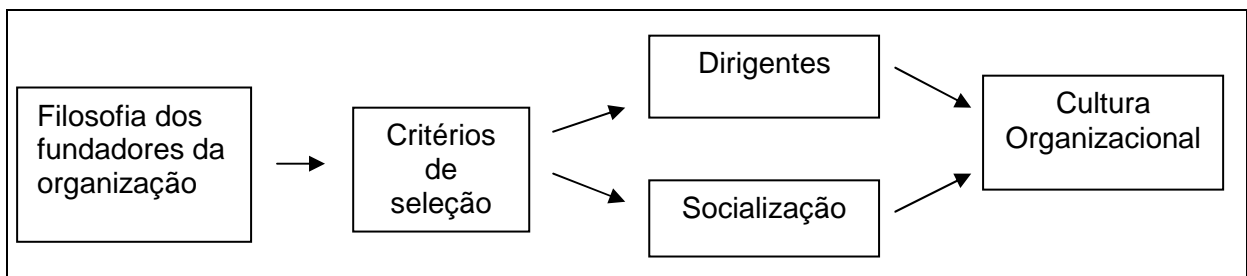 Filosofia dos
fundadores da
organização
Critérios
de
seleção
Dirigentes
Socialização
Cultura
Organizacional